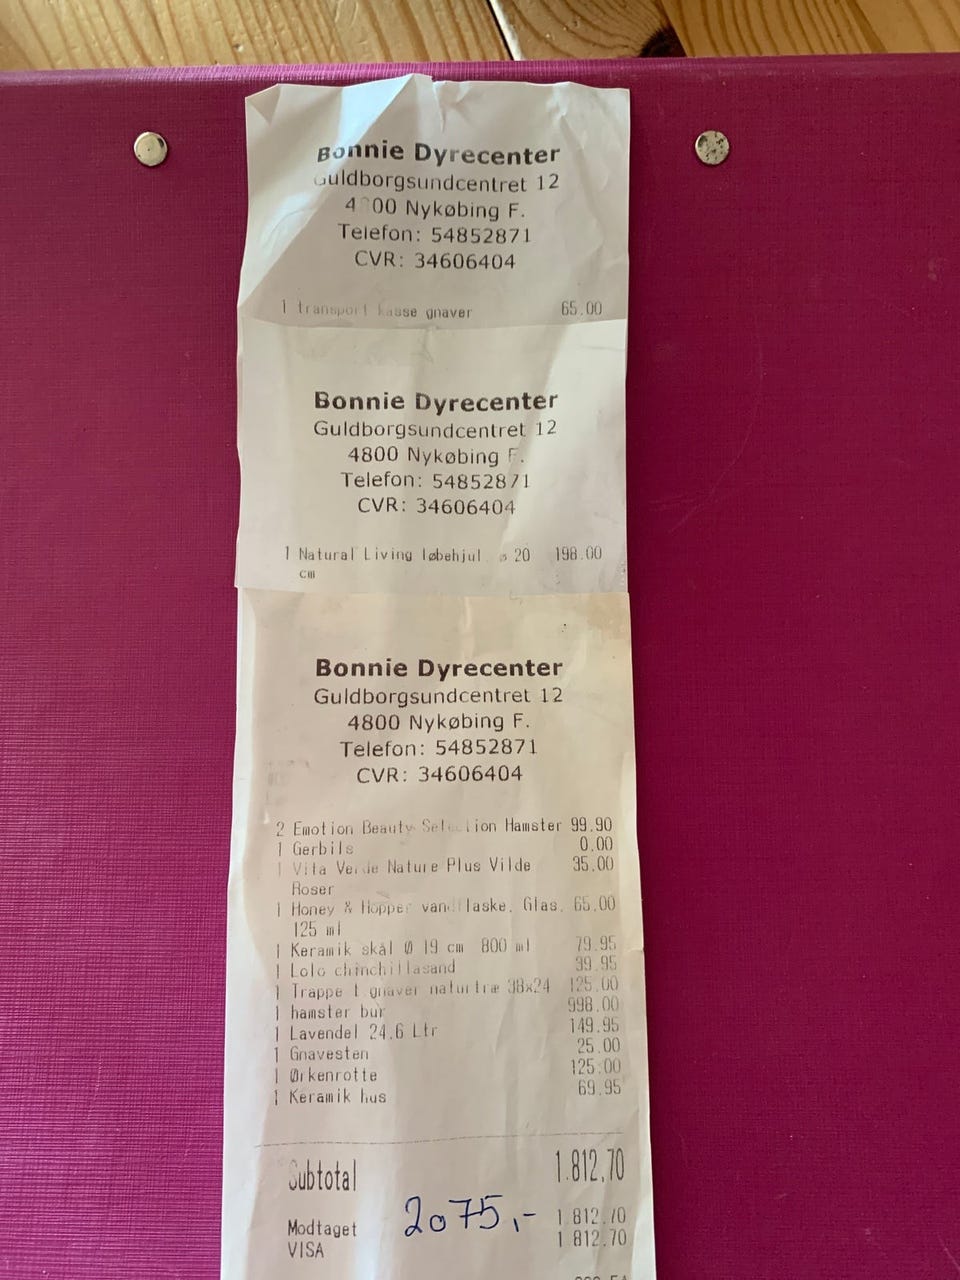 Bonnie Dyrecenter
Guldborgsundcentret 12
4800 Nykøbing F.
Telefon: 54852871
CVR: 34606404
1 transport kasse gnaver 65.00
Bonnie Dyrecenter
Guldborgsundcentret 12
4800 Nykøbing F.
Telefon: 54852871
CVR: 34606404
1 Natural Living løbehjul ø 20 198.00
cm
Bonnie Dyrecenter
Guldborgsundcentret 12
4800 Nykøbing F.
Telefon: 54852871
CVR: 34606404
2 Emotion Beauty Selection Hamster 99.90
1 Gerbils 0.00
1 Vita Verde Nature Plus Vilde 35.00
Roser
1 Honey & Hopper vandflaske. Glas. 65.00
125 ml
1 Keramik skål Ø 19 cm 800 ml 79.95
1 Lolo chinchillasand 39.95
1 Trappe t gnaver naturtræ 38x24 125.00
1 hamster bur 998.00
1 Lavendel 24.6 Ltr 149.95
1 Gnavesten 25.00
1 Ørkenrotte 125.00
1 Keramik hus 69.95
Subtotal 1.812,70
2075,-
Modtaget 1 812.70
VISA 1 812.70